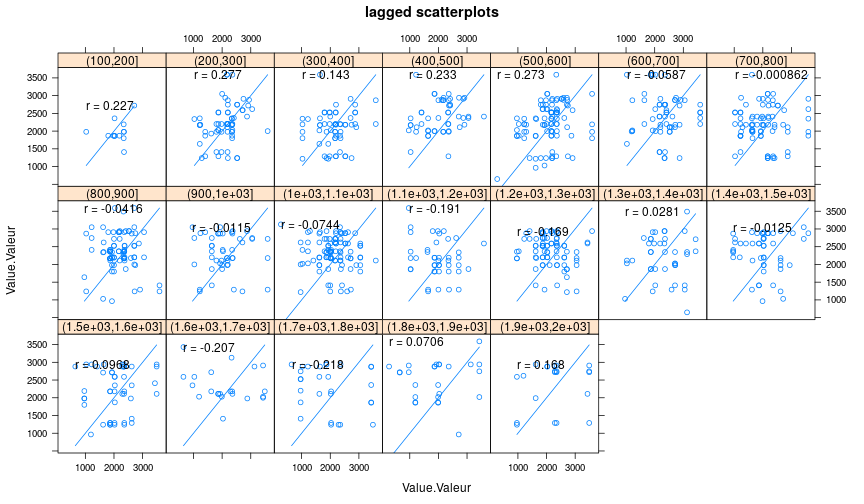 lagged scatterplots
1000 2000 3000
1000 2000 3000
1000 2000 3000
(100,200] (200,300] (300,400] (400,500] (500,600] (600,700] (700,800]
r = 0.227 r = 0.277 r = 0.143 r = 0.233 r = 0.273 r = -0.0587 r = -0.000862
3500
3000
2500
2000
1500
1000
(800,900] (900,1e+03] (1e+03,1.1e+03] (1.1e+03,1.2e+03] (1.2e+03,1.3e+03] (1.3e+03,1.4e+03] (1.4e+03,1.5e+03]
r = -0.0416 r = -0.0115 r = -0.0744 r = -0.191 r = -0.169 r = 0.0281 r = -0.0125
3500
3000
2500
2000
1500
1000
(1.5e+03,1.6e+03] (1.6e+03,1.7e+03] (1.7e+03,1.8e+03] (1.8e+03,1.9e+03] (1.9e+03,2e+03]
r = 0.0968 r = -0.207 r = -0.218 r = 0.0706 r = 0.168
3500
3000
2500
2000
1500
1000
1000 2000 3000
1000 2000 3000
1000 2000 3000
Value.Valeur
Value.Valeur